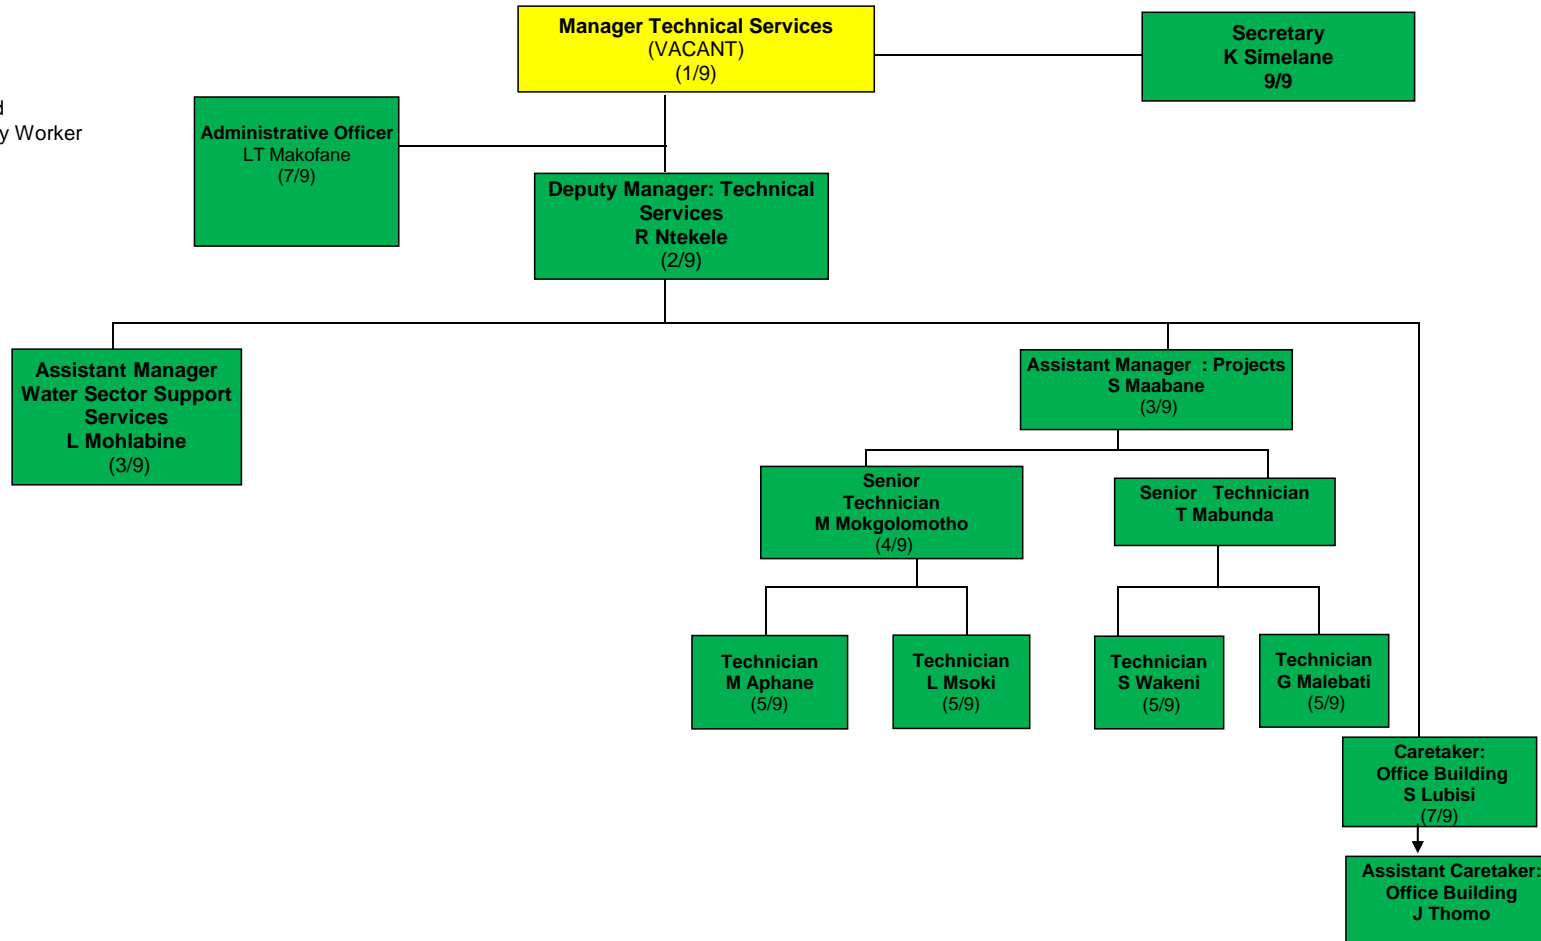 Manager Technical Services
(VACANT)
(1/9)
Secretary
K Simelane
9/9
Worker
Administrative Officer
LT Makofane
(7/9)
Deputy Manager: Technical
Services
R Ntekele
(2/9)
Assistant Manager
Water Sector Support
Services
L Mohlabine
(3/9)
Assistant Manager : Projects
S Maabane
(3/9)
Senior
Technician
M Mokgolomotho
(4/9)
Senior Technician
T Mabunda
Technician
M Aphane
(5/9)
Technician
L Msoki
(5/9)
Technician
S Wakeni
(5/9)
Technician
G Malebati
(5/9)
Caretaker:
Office Building
S Lubisi
(7/9)
Assistant Caretaker:
Office Building
J Thomo